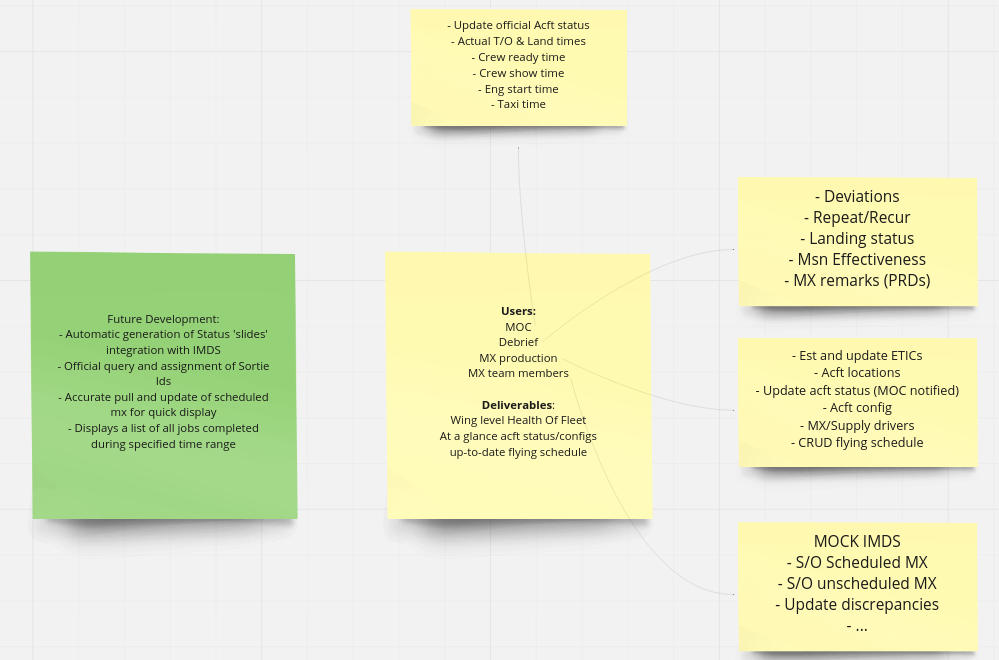 - Update official Acft status
- Actual T/O & Land times
- Crew ready time
- Crew show time
- Eng start time
- Taxi time
Future Development:
- Automatic generation of Status 'slides'
integration with IMDS
- Official query and assignment of Sortie
Ids
- Accurate pull and update of scheduled
mx for quick display
- Displays a list of all jobs completed
during specified time range
Users:
MOC
Debrief
MX production
MX team members
Deliverables:
Wing level Health Of Fleet
At a glance acft status/configs
up-to-date flying schedule
- Deviations
- Repeat/Recur
- Landing status
- Msn Effectiveness
- MX remarks (PRDs)
- Est and update ETICs
- Acft locations
- Update acft status (MOC notified)
- Acft config
- MX/Supply drivers
- CRUD flying schedule
MOCK IMDS
- S/O Scheduled MX
- S/O unscheduled MX
- Update discrepancies
- ...